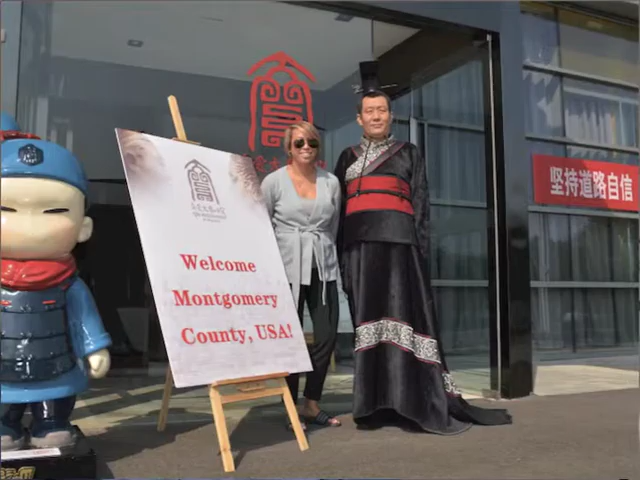 Welcome
Montgomery
County, USA!
坚持道路自信